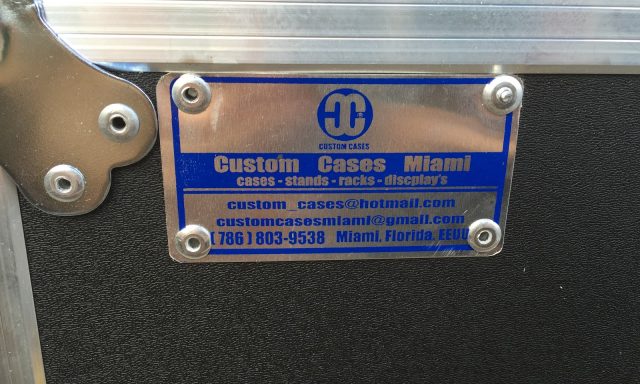 CUSTOM CASES
Custom Cases Miami
cases - stands - racks - discplay's
custom_cases@hotmail.com
customcasesmiami@gmail.com
(786) 803-9538 Miami, Florida, EEUU